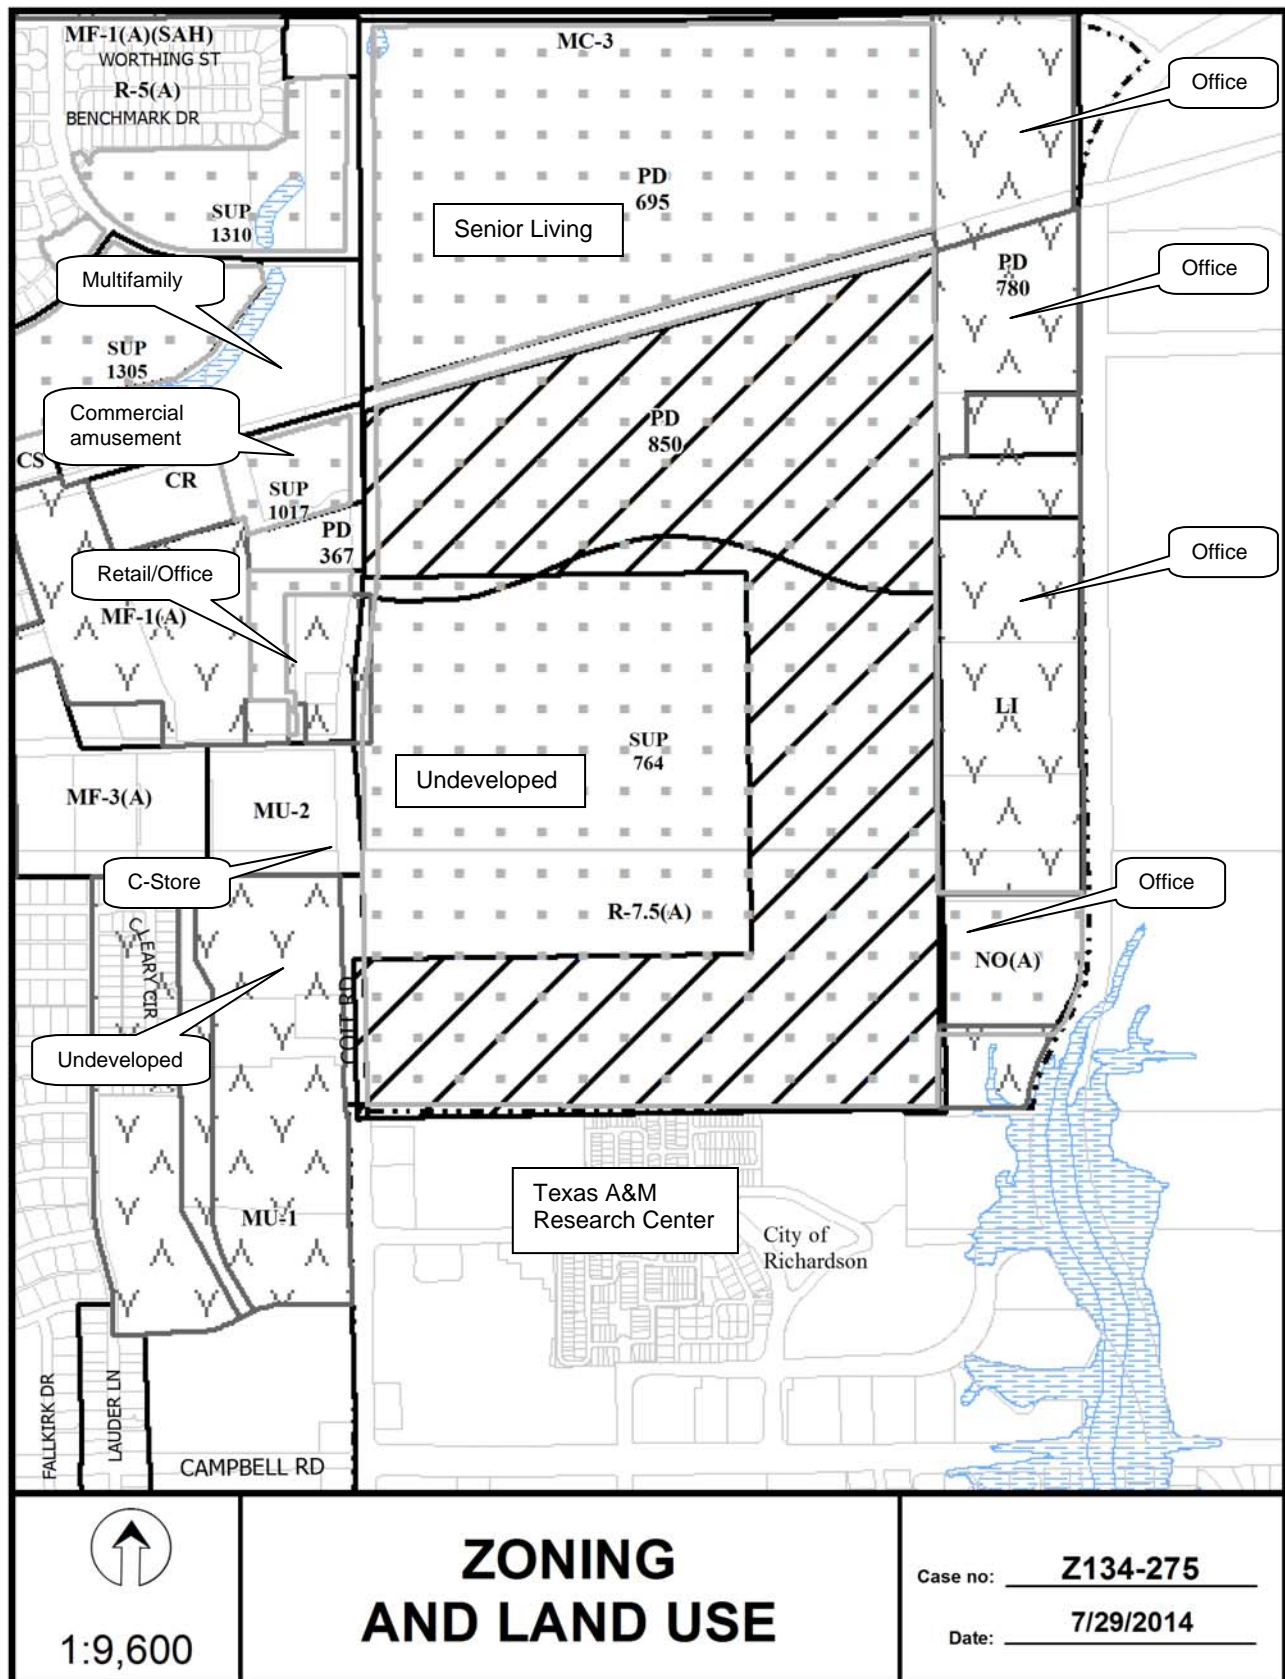 MF-1(A)(SAH)
WORTHING ST
R-5(A)
BENCHMARK DR
MC-3
Office
PD
695
SUP
1310
Senior Living
Multifamily
PD
780
Office
SUP
1305
Commercial
amusement
PD
850
CS
CR
SUP
1017
PD
367
Retail/Office
MF-1(A)
Office
LI
SUP
764
Undeveloped
MF-3(A)
MU-2
C-Store
Office
R-7.5(A)
CLEARY CIR
NO(A)
COIT RD
Undeveloped
MU-1
Texas A&M
Research Center
City of
Richardson
FALLKIRK DR
LAUDER LN
CAMPBELL RD
1:9,600
ZONING
AND LAND USE
Case no: Z134-275
Date: 7/29/2014